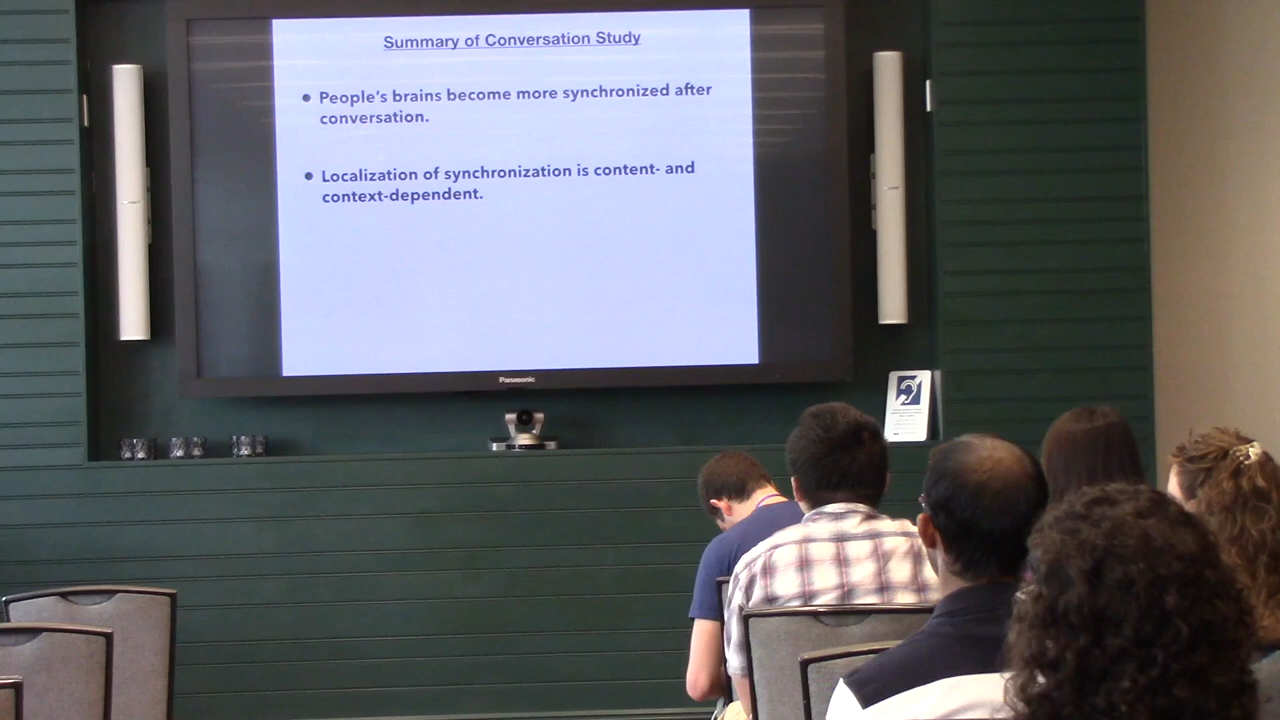 Summary of Conversation Study
• People's brains become more synchronized after
conversation.
• Localization of synchronization is content- and
context-dependent.
Panasonic